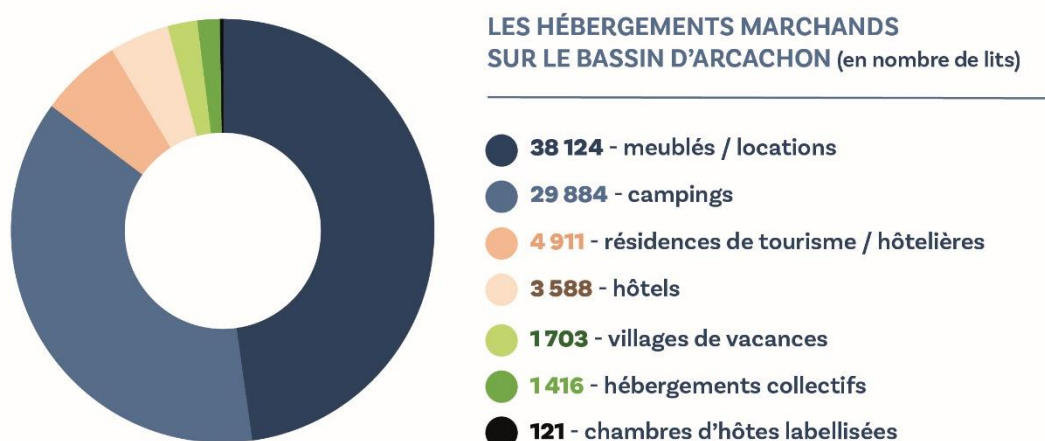 LES HÉBERGEMENTS MARCHANDS
SUR LE BASSIN D'ARCACHON (en nombre de lits)
38 124 - meublés / locations
29 884 - campings
4 911 - résidences de tourisme / hôtelières
3 588 - hôtels
1 703 - villages de vacances
1 416 - hébergements collectifs
121 - chambres d'hôtes labellisées